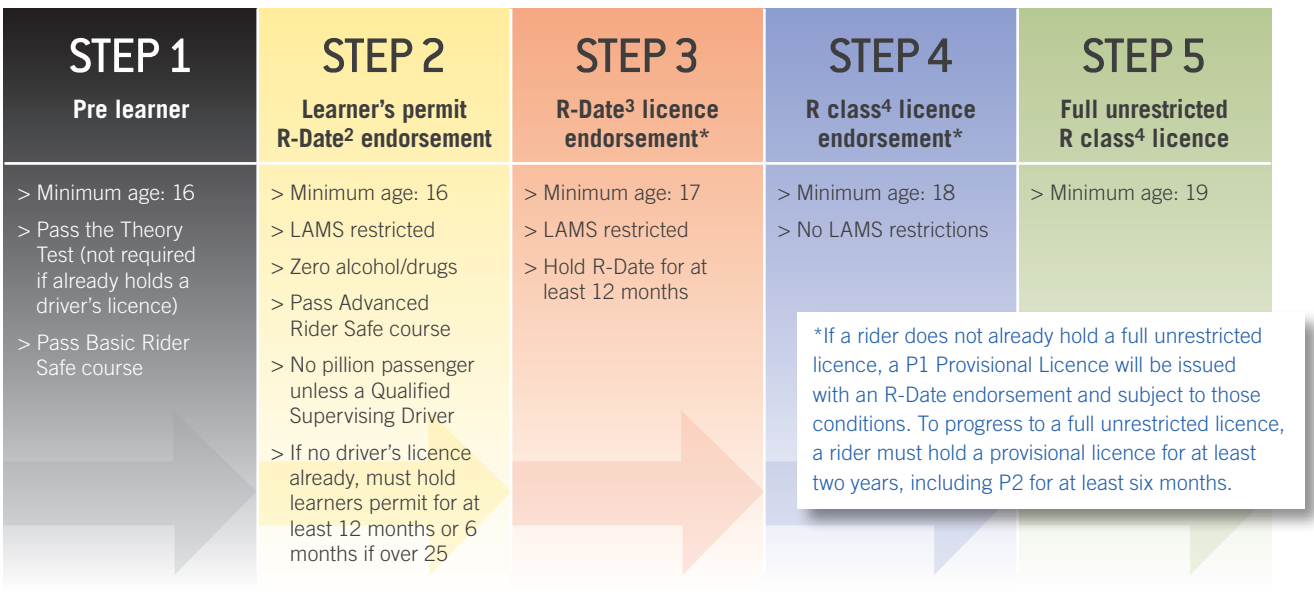 STEP 1
Pre learner
> Minimum age: 16
> Pass the Theory
Test (not required
if already holds a
driver's licence)
> Pass Basic Rider
Safe course
STEP 2
Learner's permit
R-Date2 endorsement
> Minimum age: 16
> LAMS restricted
> Zero alcohol/drugs
> Pass Advanced
Rider Safe course
> No pillion passenger
unless a Qualified
Supervising Driver
> If no driver's licence
already, must hold
learners permit for at
least 12 months or 6
months if over 25
STEP 3
R-Date3 licence
endorsement*
> Minimum age: 17
> LAMS restricted
> Hold R-Date for at
least 12 months
STEP 4
R class4 licence
endorsement*
> Minimum age: 18
> No LAMS restrictions
STEP 5
Full unrestricted
R class4 licence
> Minimum age: 19
*If a rider does not already hold a full unrestricted
licence, a P1 Provisional Licence will be issued
with an R-Date endorsement and subject to those
conditions. To progress to a full unrestricted licence,
a rider must hold a provisional licence for at least
two years, including P2 for at least six months.